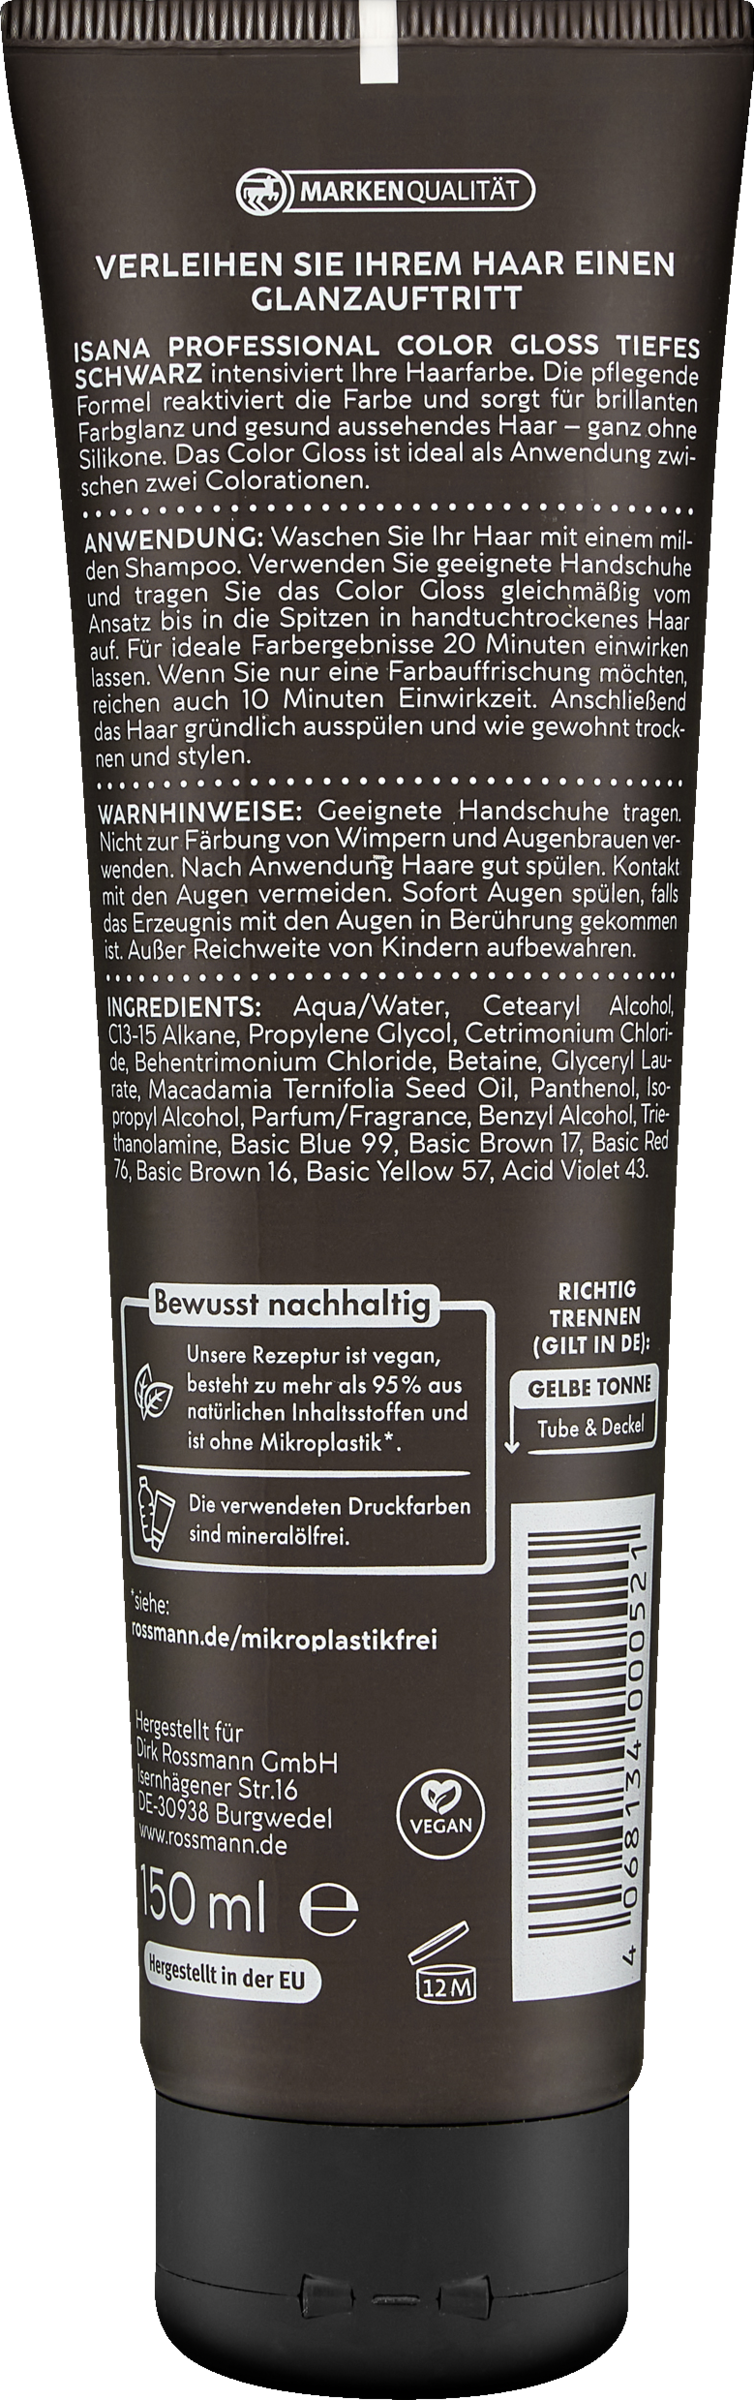 MARKENQUALITÄT
VERLEIHEN SIE IHREM HAAR EINEN
GLANZAUFTRITT
ISANA PROFESSIONAL COLOR GLOSS TIEFES
SCHWARZ intensiviert Ihre Haarfarbe. Die pflegende
Formel reaktiviert die Farbe und sorgt für brillanten
Farbglanz und gesund aussehendes Haar – ganz ohne
Silikone. Das Color Gloss ist ideal als Anwendung zwi-
schen zwei Colorationen.
ANWENDUNG: Waschen Sie Ihr Haar mit einem mil-
den Shampoo. Verwenden Sie geeignete Handschuhe
und tragen Sie das Color Gloss gleichmäßig vom
Ansatz bis in die Spitzen in handtuchtrockenes Haar
auf. Für ideale Farbergebnisse 20 Minuten einwirken
lassen. Wenn Sie nur eine Farbauffrischung möchten,
reichen auch 10 Minuten Einwirkzeit. Anschließend
das Haar gründlich ausspülen und wie gewohnt trock-
nen und stylen.
WARNHINWEISE: Geeignete Handschuhe tragen.
Nicht zur Färbung von Wimpern und Augenbrauen ver-
wenden. Nach Anwendung Haare gut spülen. Kontakt
mit den Augen vermeiden. Sofort Augen spülen, falls
das Erzeugnis mit den Augen in Berührung gekommen
ist. Außer Reichweite von Kindern aufbewahren.
INGREDIENTS: Aqua/Water, Cetearyl Alcohol,
C13-15 Alkane, Propylene Glycol, Cetrimonium Chlori-
de, Behentrimonium Chloride, Betaine, Glyceryl Lau-
rate, Macadamia Ternifolia Seed Oil, Panthenol, Iso-
propyl Alcohol, Parfum/Fragrance, Benzyl Alcohol, Trie-
thanolamine, Basic Blue 99, Basic Brown 17, Basic Red
76, Basic Brown 16, Basic Yellow 57, Acid Violet 43.
Bewusst nachhaltig
Unsere Rezeptur ist vegan,
besteht zu mehr als 95% aus
natürlichen Inhaltsstoffen und
ist ohne Mikroplastik*.
Die verwendeten Druckfarben
sind mineralölfrei.
RICHTIG
TRENNEN
(GILT IN DE):
GELBE TONNE
Tube & Deckel
*siehe:
rossmann.de/mikroplastikfrei
Hergestellt für
Dirk Rossmann GmbH
Isernhägener Str.16
DE-30938 Burgwedel
www.rossmann.de
VEGAN
150 ml e
Hergestellt in der EU
12M
4 068134 000521